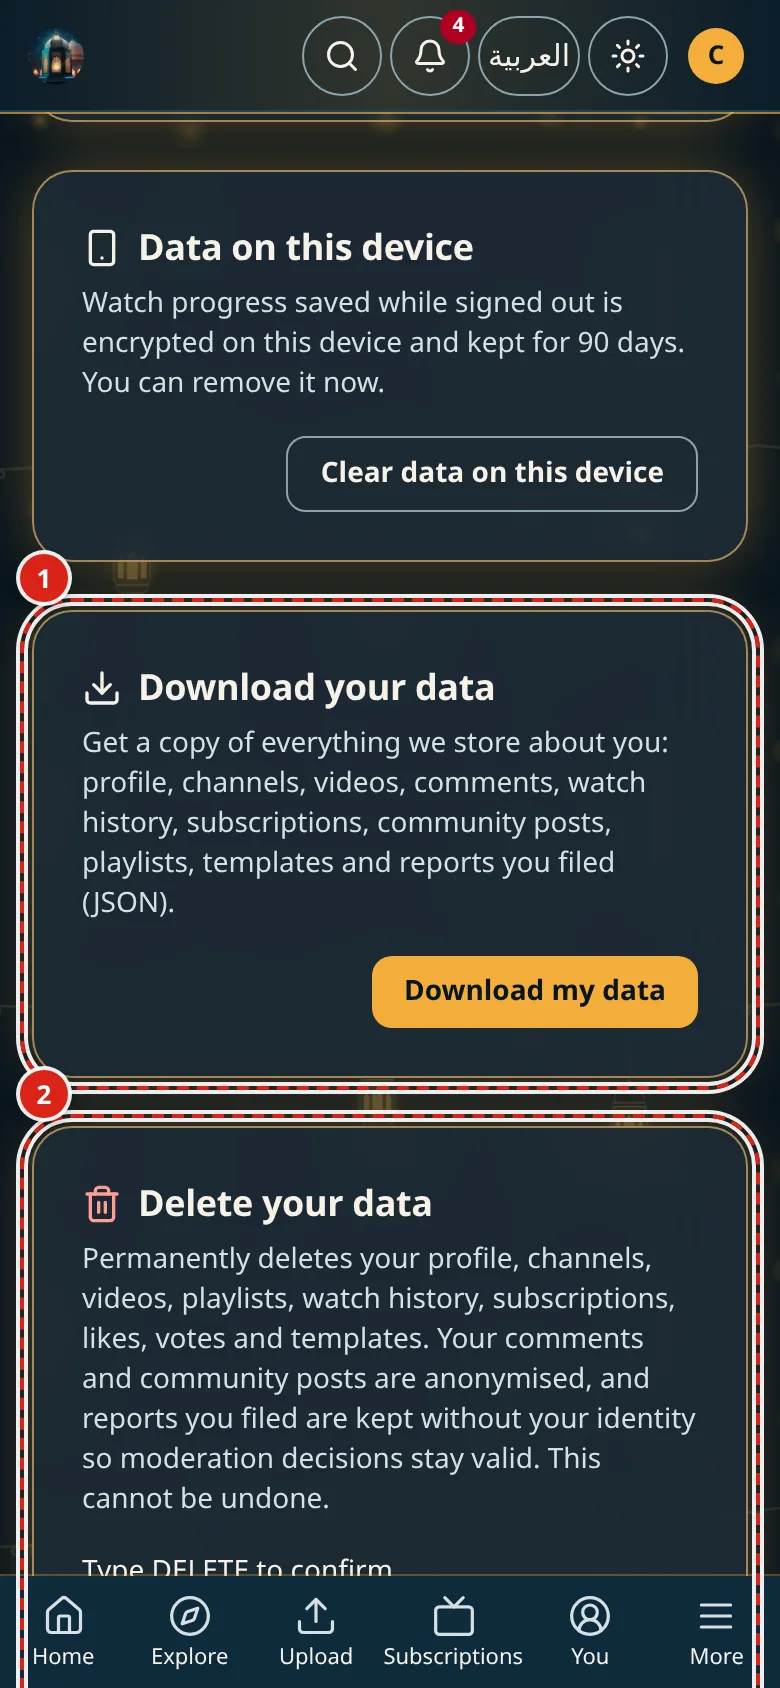 4
العربية
C
Data on this device
Watch progress saved while signed out is
encrypted on this device and kept for 90 days.
You can remove it now.
Clear data on this device
1
Download your data
Get a copy of everything we store about you:
profile, channels, videos, comments, watch
history, subscriptions, community posts,
playlists, templates and reports you filed
(JSON).
Download my data
2
Delete your data
Permanently deletes your profile, channels,
videos, playlists, watch history, subscriptions,
likes, votes and templates. Your comments
and community posts are anonymised, and
reports you filed are kept without your identity
so moderation decisions stay valid. This
cannot be undone.
Type DELETE to confirm
Home
Explore
Upload
Subscriptions
You
More